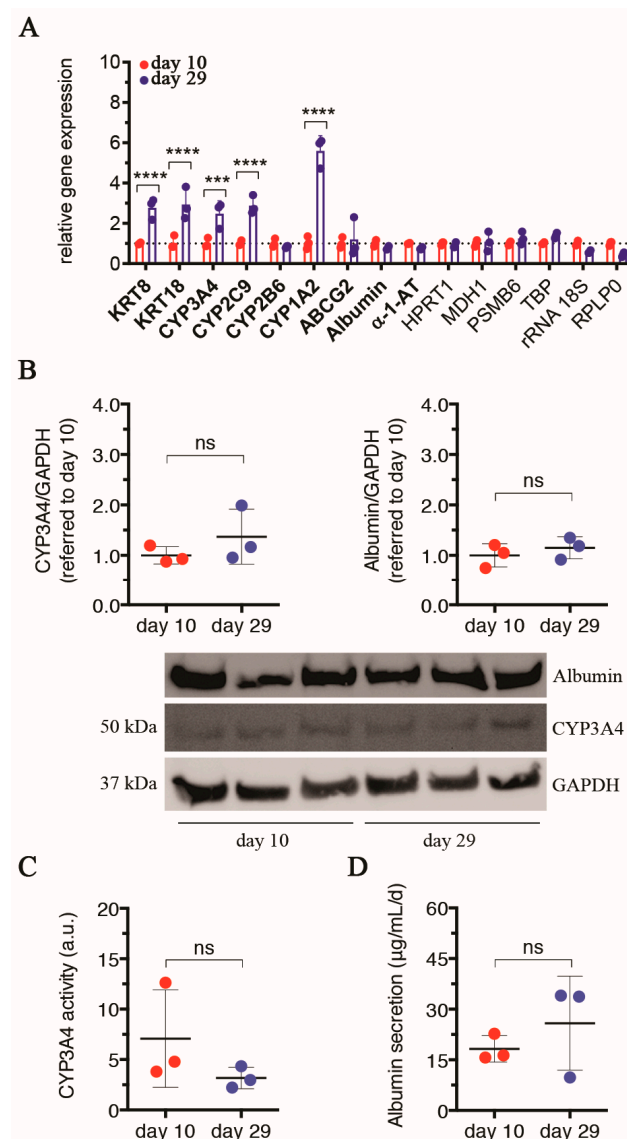 A
day 10
day 29
relative gene expression
10
8
6
4
2
0
****
****
***
****
****
KRT8
KRT18
CYP3A4
CYP2C9
CYP2B6
CYP1A2
ABCG2
Albumin
α-1-AT
HPRT1
MDH1
PSMB6
TBP
rRNA 18S
RPLP0
B
CYP3A4/GAPDH
(referred to day 10)
4.0
3.0
2.0
1.0
0.0
ns
day 10 day 29
Albumin/GAPDH
(referred to day 10)
4.0
3.0
2.0
1.0
0.0
ns
day 10 day 29
Albumin
50 kDa CYP3A4
37 kDa GAPDH
day 10 day 29
C
CYP3A4 activity (a.u.)
20
15
10
5
0
ns
day 10 day 29
D
Albumin secretion (µg/mL/d)
60
45
30
15
0
ns
day 10 day 29